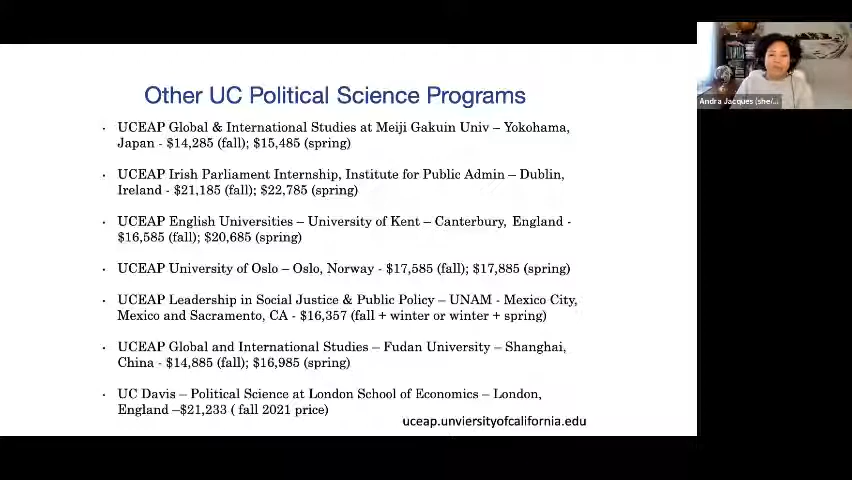 Other UC Political Science Programs
• UCEAP Global & International Studies at Meiji Gakuin Univ – Yokohama,
Japan - $14,285 (fall); $15,485 (spring)
• UCEAP Irish Parliament Internship, Institute for Public Admin – Dublin,
Ireland - $21,185 (fall); $22,785 (spring)
• UCEAP English Universities – University of Kent – Canterbury, England -
$16,585 (fall); $20,685 (spring)
• UCEAP University of Oslo – Oslo, Norway - $17,585 (fall); $17,885 (spring)
• UCEAP Leadership in Social Justice & Public Policy – UNAM - Mexico City,
Mexico and Sacramento, CA - $16,357 (fall + winter or winter + spring)
• UCEAP Global and International Studies – Fudan University – Shanghai,
China - $14,885 (fall); $16,985 (spring)
• UC Davis – Political Science at London School of Economics – London,
England –$21,233 ( fall 2021 price)
uceap.unviersityofcalifornia.edu
Andra Jacques (she/...